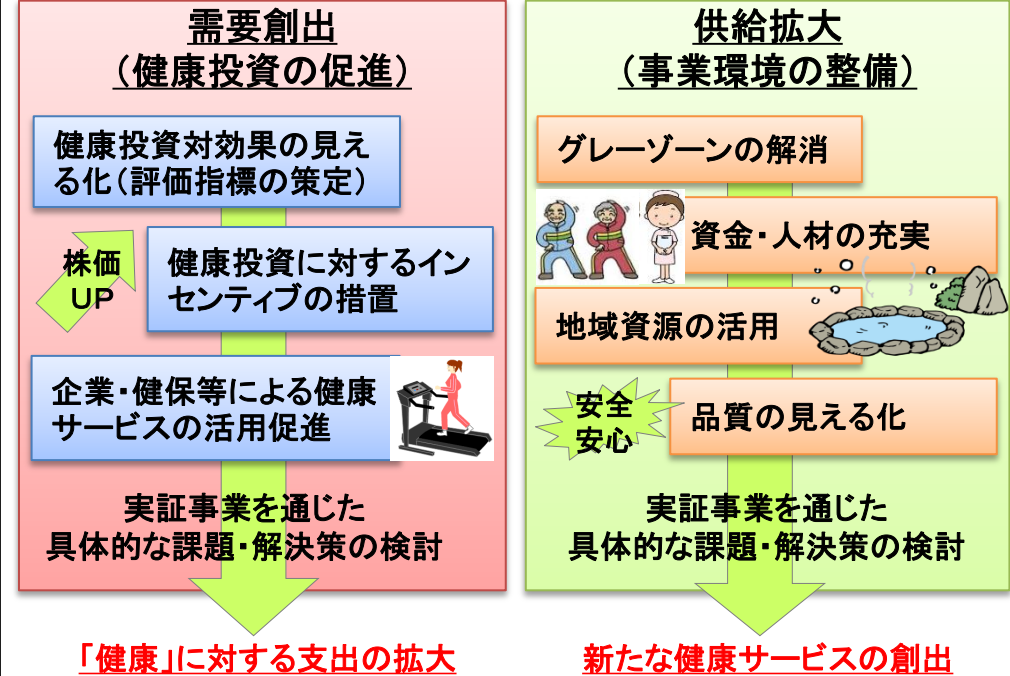 需要創出
（健康投資の促進）
健康投資対効果の見え
る化（評価指標の策定）
株価
UP
健康投資に対するイン
センティブの措置
企業・健保等による健康
サービスの活用促進
実証事業を通じた
具体的な課題・解決策の検討
「健康」に対する支出の拡大
供給拡大
（事業環境の整備）
グレーゾーンの解消
資金・人材の充実
地域資源の活用
安全
安心
品質の見える化
実証事業を通じた
具体的な課題・解決策の検討
新たな健康サービスの創出